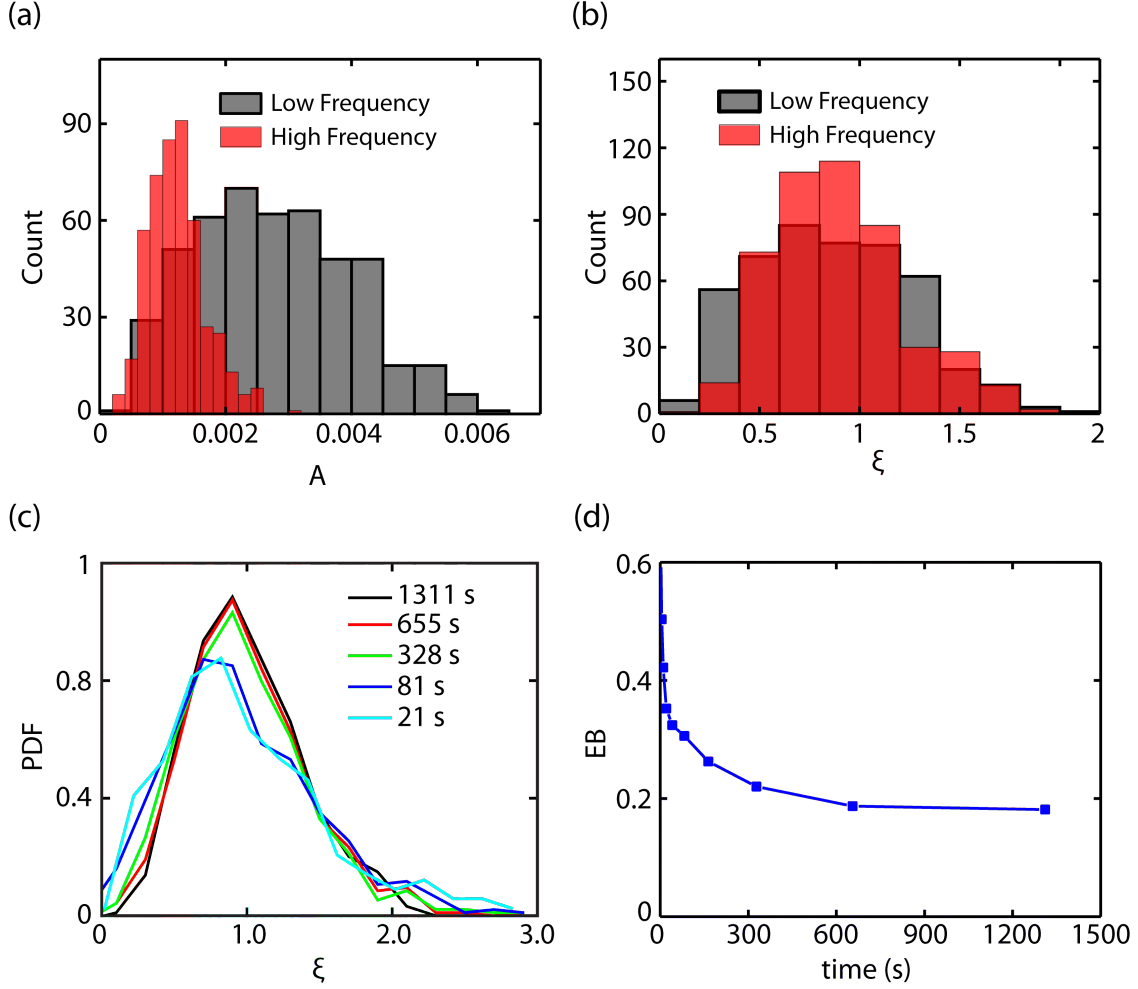 (a)
Low Frequency
High Frequency
90
60
30
0
Count
0
0.002
0.004
0.006
A
(b)
Low Frequency
High Frequency
150
120
90
60
30
0
Count
0
0.5
1
1.5
2
ξ
(c)
1311 s
655 s
328 s
81 s
21 s
1
0.8
0.4
0
PDF
0
1.0
2.0
3.0
ξ
(d)
0.6
0.4
0.2
0
EB
0
300
600
900
1200
1500
time (s)